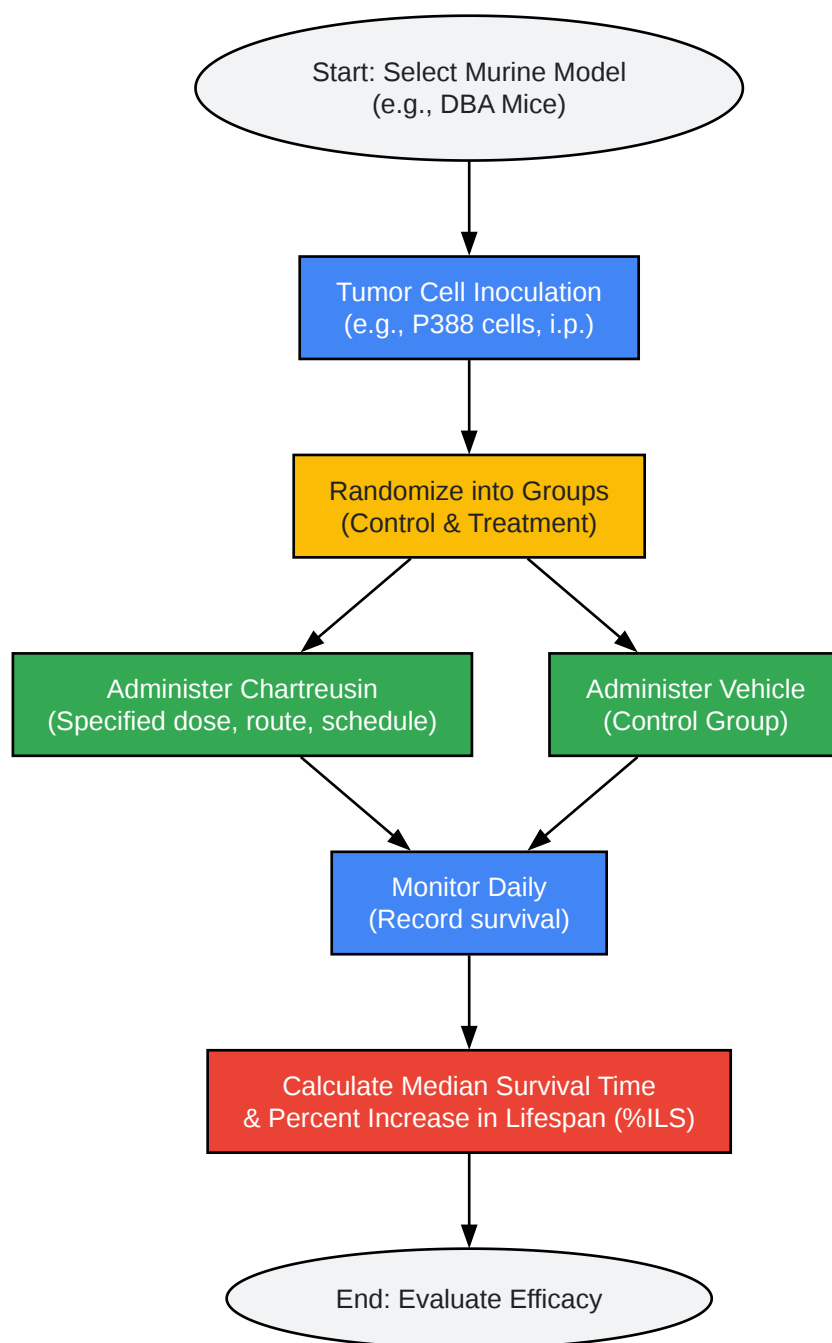 Start: Select Murine Model
(e.g., DBA Mice)
Tumor Cell Inoculation
(e.g., P388 cells, i.p.)
Randomize into Groups
(Control & Treatment)
Administer Chartreusin
(Specified dose, route, schedule)
Administer Vehicle
(Control Group)
Monitor Daily
(Record survival)
Calculate Median Survival Time
& Percent Increase in Lifespan (%ILS)
End: Evaluate Efficacy